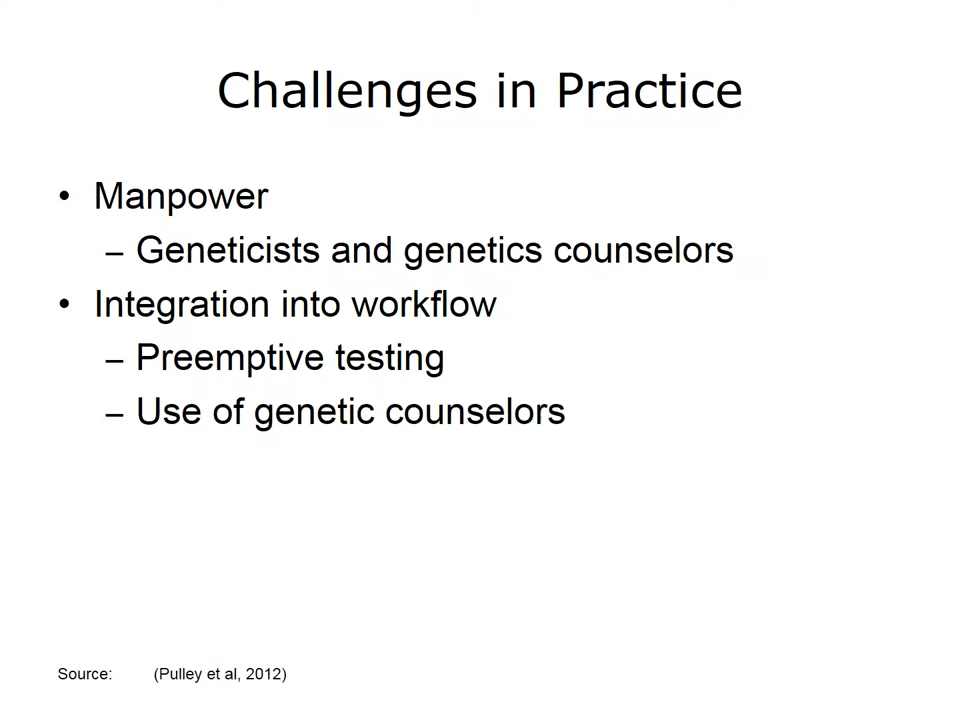 Challenges in Practice
• Manpower
– Geneticists and genetics counselors
• Integration into workflow
– Preemptive testing
– Use of genetic counselors
Source: (Pulley et al, 2012)